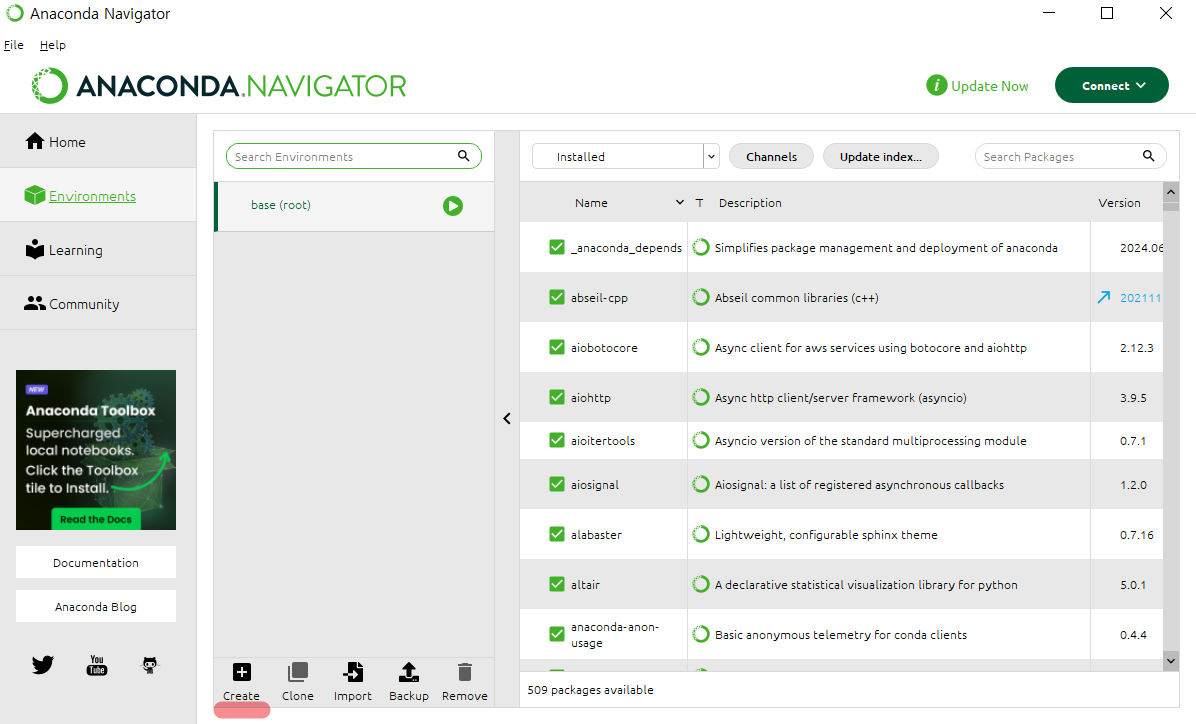 Anaconda Navigator
File Help
ANACONDA.NAVIGATOR
i Update Now
Connect
Home
Environments
Learning
Community
NEW
Anaconda Toolbox
Supercharged
local notebooks.
Click the Toolbox
tile to Install.
Read the Docs
Documentation
Anaconda Blog
You
Tube
Search Environments
base (root)
Create Clone Import Backup Remove
Installed
Channels
Update index...
Search Packages
Name T Description Version
_anaconda_depends Simplifies package management and deployment of anaconda 2024.06
abseil-cpp Abseil common libraries (c++) 202111
aiobotocore Async client for aws services using botocore and aiohttp 2.12.3
aiohttp Async http client/server framework (asyncio) 3.9.5
aioitertools Asyncio version of the standard multiprocessing module 0.7.1
aiosignal Aiosignal: a list of registered asynchronous callbacks 1.2.0
alabaster Lightweight, configurable sphinx theme 0.7.16
altair A declarative statistical visualization library for python 5.0.1
anaconda-anon-
usage Basic anonymous telemetry for conda clients 0.4.4
509 packages available